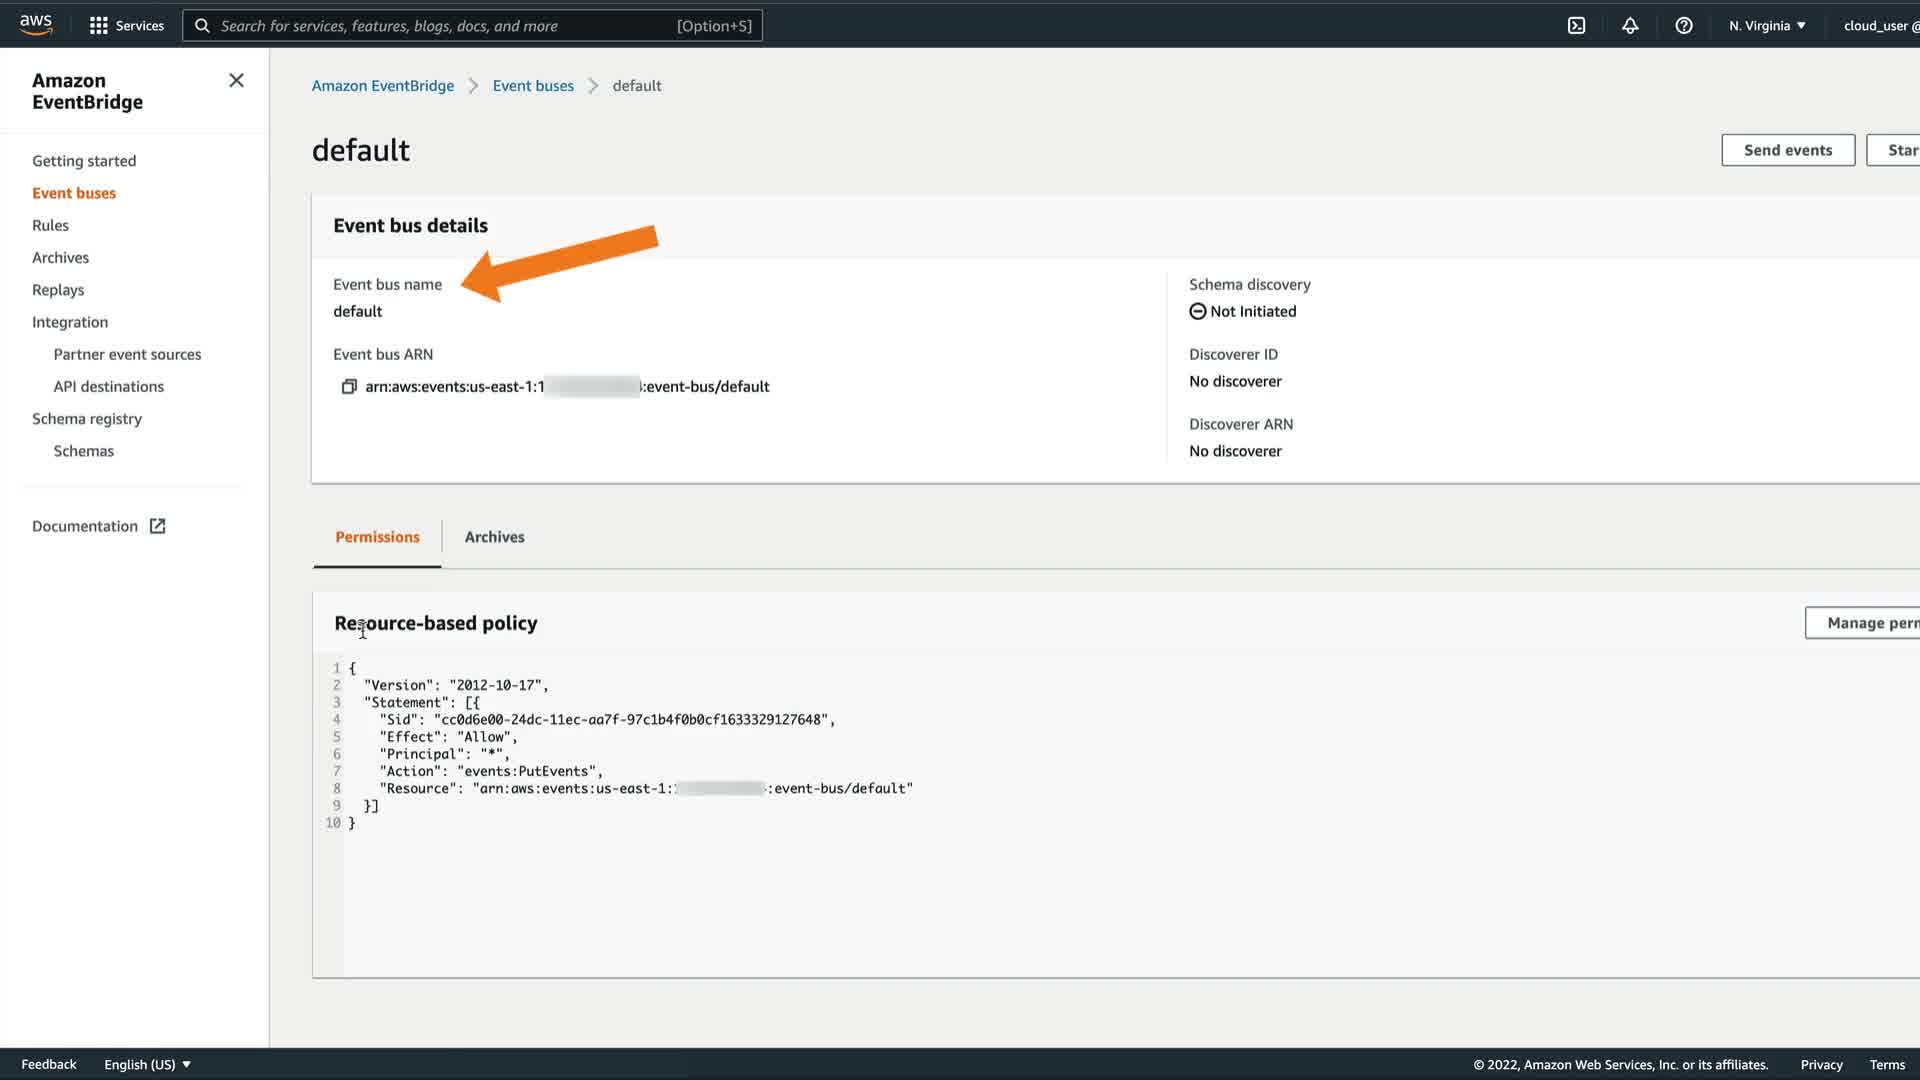 aws
Services
Search for services, features, blogs, docs, and more
[Option+S]
N. Virginia
cloud_user @
Amazon
EventBridge
Getting started
Event buses
Rules
Archives
Replays
Integration
Partner event sources
API destinations
Schema registry
Schemas
Documentation
Amazon EventBridge
Event buses
default
default
Send events
Star
Event bus details
Event bus name
default
Event bus ARN
arn:aws:events:us-east-1:1 :event-bus/default
Schema discovery
Not Initiated
Discoverer ID
No discoverer
Discoverer ARN
No discoverer
Permissions
Archives
Resource-based policy
Manage perm
1 {
2 "Version": "2012-10-17",
3 "Statement": [{
4 "Sid": "cc0d6e00-24dc-11ec-aa7f-97c1b4f0b0cf1633329127648",
5 "Effect": "Allow",
6 "Principal": "*",
7 "Action": "events:PutEvents",
8 "Resource": "arn:aws:events:us-east-1: :event-bus/default"
9 }]
10 }
Feedback
English (US)
© 2022, Amazon Web Services, Inc. or its affiliates.
Privacy
Terms